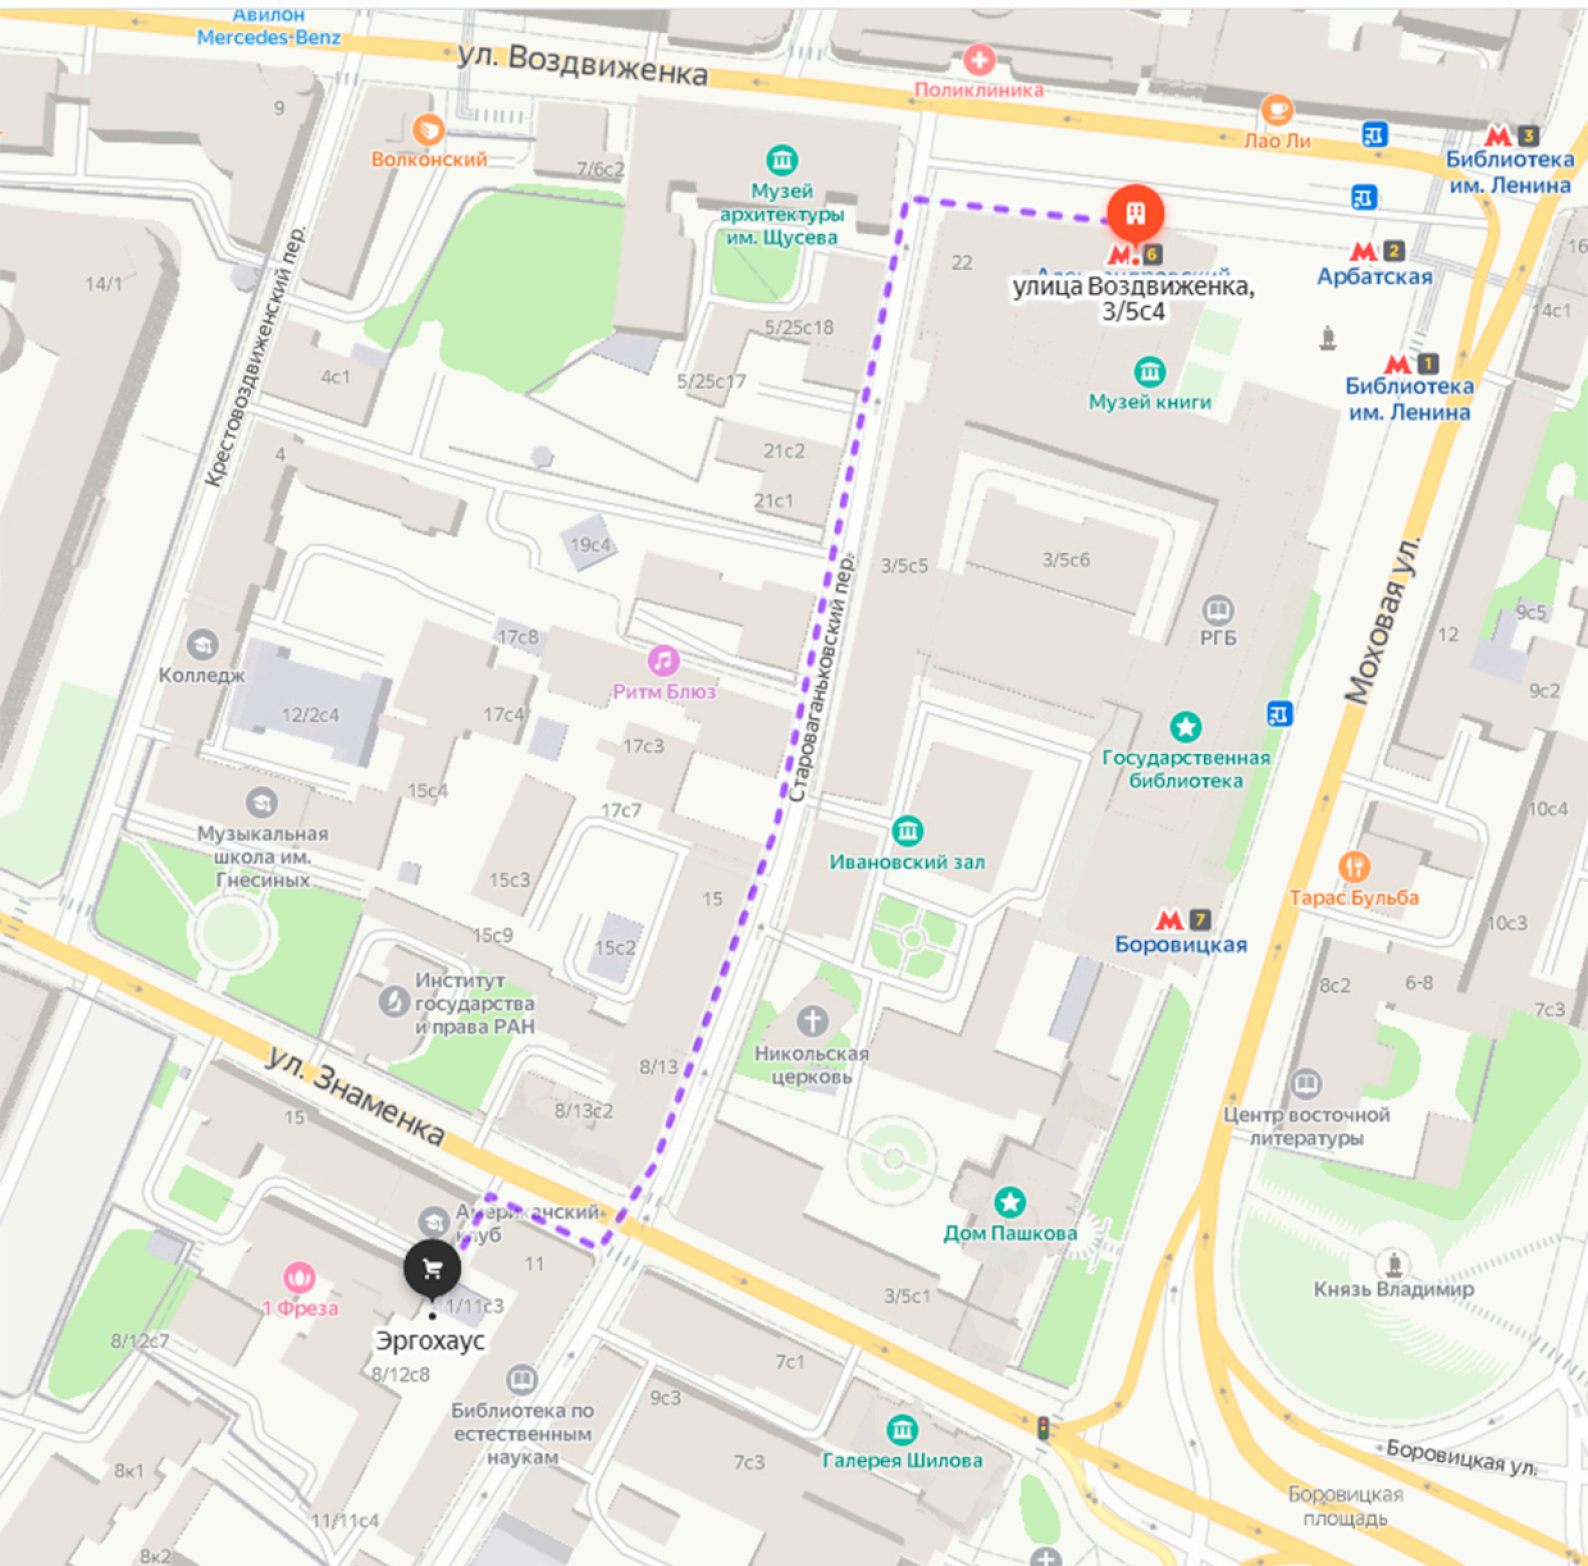 Авилон
Mercedes-Benz
ул. Воздвиженка
Поликлиника
Лао Ли
3
Библиотека
им. Ленина
9
Волконский
7/6с2
Музей
архитектуры
им. Щусева
6
улица Воздвиженка,
3/5с4
2
Арбатская
16
22
14/1
Крестовоздвиженский пер.
5/25с18
14с1
4с1
5/25с17
Музей книги
1
Библиотека
им. Ленина
4
21с2
21с1
19с4
3/5с5
3/5с6
Староваганьковский пер.
Моховая ул.
РГБ
12
9с5
9с2
Колледж
17с8
Ритм Блюз
12/2с4
17с4
17с3
Государственная
библиотека
15с4
17с7
10с4
Музыкальная
школа им.
Гнесиных
Ивановский зал
15с3
15
Тарас Бульба
10с3
15с9
15с2
7
Боровицкая
Институт
государства
и права РАН
8с2
6-8
7с3
Никольская
церковь
8/13
8/13с2
ул. Знаменка
15
Центр восточной
литературы
Американский
клуб
Дом Пашкова
11
1 Фреза
11/11с3
Эргохаус
3/5с1
Князь Владимир
8/12с7
8/12с8
7с1
9с3
Библиотека по
естественным
наукам
7с3
Галерея Шилова
Боровицкая ул.
8к1
11/11с4
Боровицкая
площадь
8к2